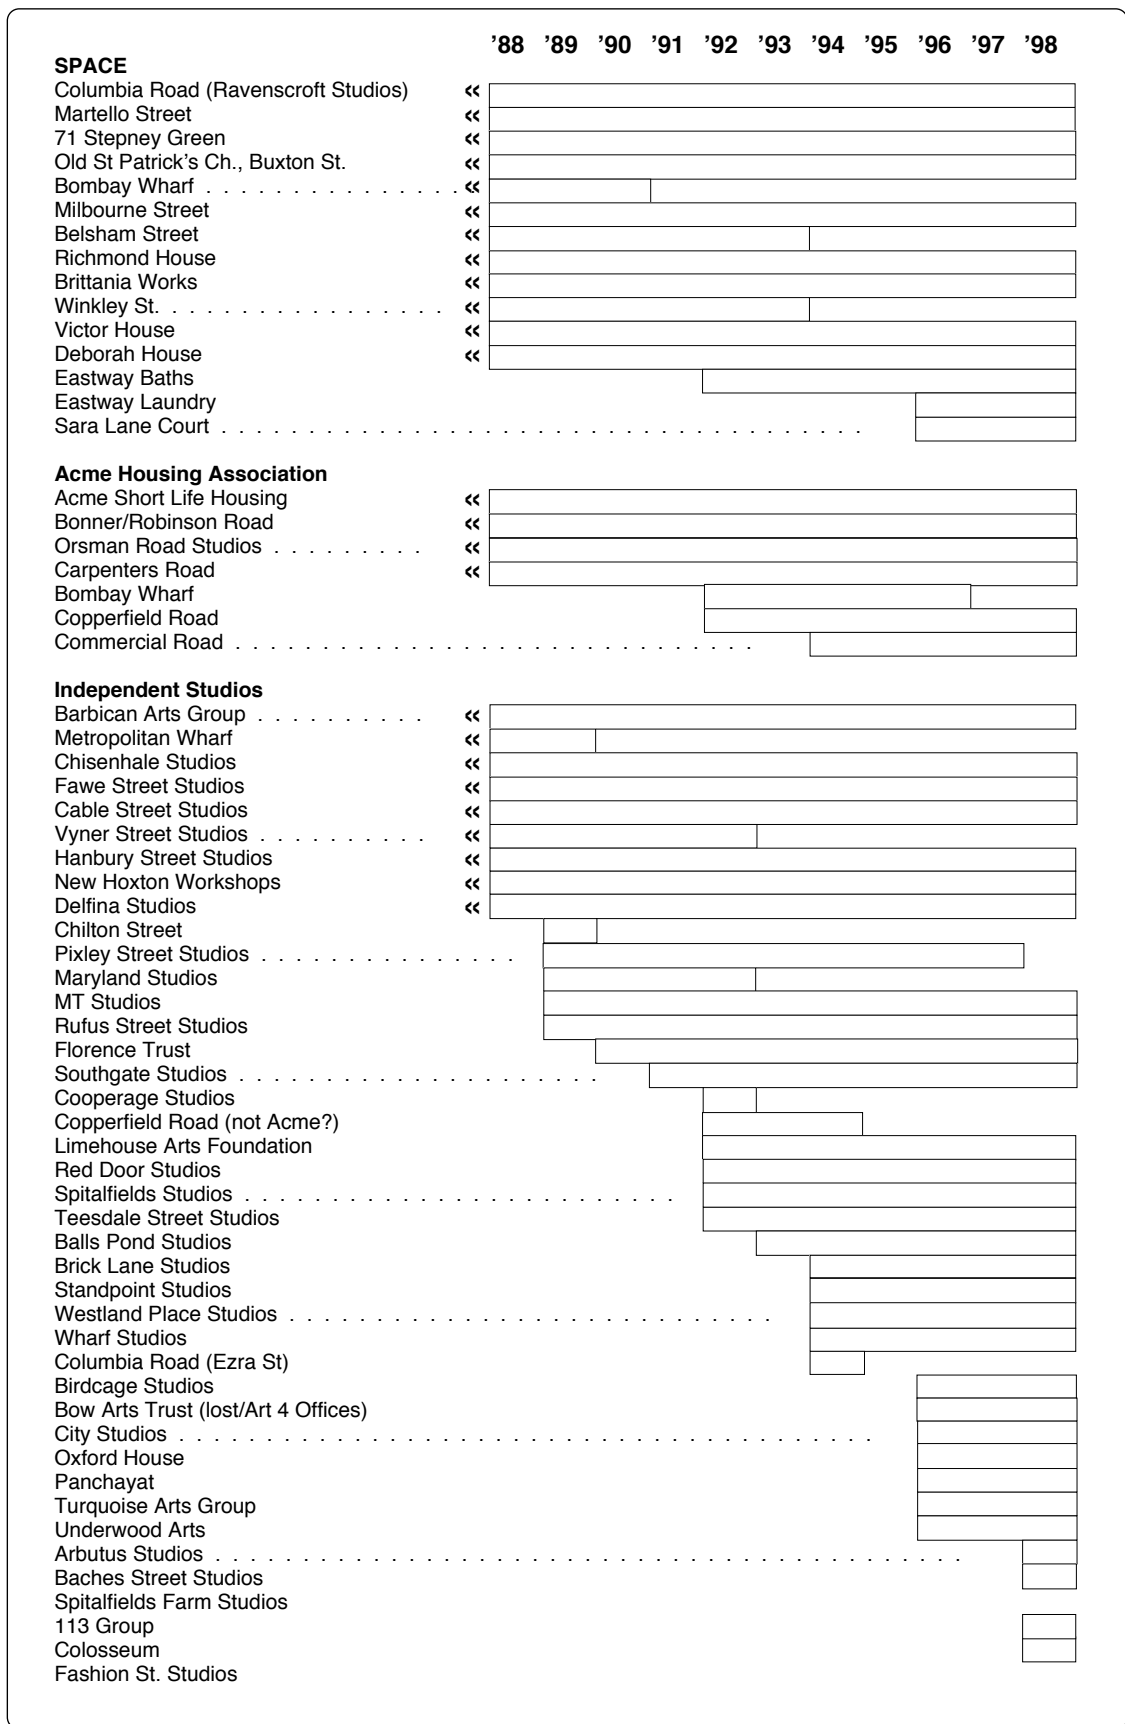 ’88 ’89 ’90 ’91 ’92 ’93 ’94 ’95 ’96 ’97 ’98
SPACE
Columbia Road (Ravenscroft Studios) «
Martello Street «
71 Stepney Green «
Old St Patrick’s Ch., Buxton St. «
Bombay Wharf . . . . . . . . . . . . . . . «
Milbourne Street «
Belsham Street «
Richmond House «
Brittania Works «
Winkley St. . . . . . . . . . . . . . . . . . «
Victor House «
Deborah House «
Eastway Baths
Eastway Laundry
Sara Lane Court . . . . . . . . . . . . . . . . . . . . . . . . . . . . . . . . . . . . .
Acme Housing Association
Acme Short Life Housing «
Bonner/Robinson Road «
Orsman Road Studios . . . . . . . . . «
Carpenters Road «
Bombay Wharf
Copperfield Road
Commercial Road . . . . . . . . . . . . . . . . . . . . . . . . . . . . . .
Independent Studios
Barbican Arts Group . . . . . . . . . . «
Metropolitan Wharf «
Chisenhale Studios «
Fawe Street Studios «
Cable Street Studios «
Vyner Street Studios . . . . . . . . . . «
Hanbury Street Studios «
New Hoxton Workshops «
Delfina Studios «
Chilton Street
Pixley Street Studios . . . . . . . . . . . . . . .
Maryland Studios
MT Studios
Rufus Street Studios
Florence Trust
Southgate Studios . . . . . . . . . . . . . . . . . . . . .
Cooperage Studios
Copperfield Road (not Acme?)
Limehouse Arts Foundation
Red Door Studios
Spitalfields Studios . . . . . . . . . . . . . . . . . . . . . . . . .
Teesdale Street Studios
Balls Pond Studios
Brick Lane Studios
Standpoint Studios
Westland Place Studios . . . . . . . . . . . . . . . . . . . . . . . . . . . .
Wharf Studios
Columbia Road (Ezra St)
Birdcage Studios
Bow Arts Trust (lost/Art 4 Offices)
City Studios . . . . . . . . . . . . . . . . . . . . . . . . . . . . . . . . . . . . . . . .
Oxford House
Panchayat
Turquoise Arts Group
Underwood Arts
Arbutus Studios . . . . . . . . . . . . . . . . . . . . . . . . . . . . . . . . . . . . . . . . . . .
Baches Street Studios
Spitalfields Farm Studios
113 Group
Colosseum
Fashion St. Studios